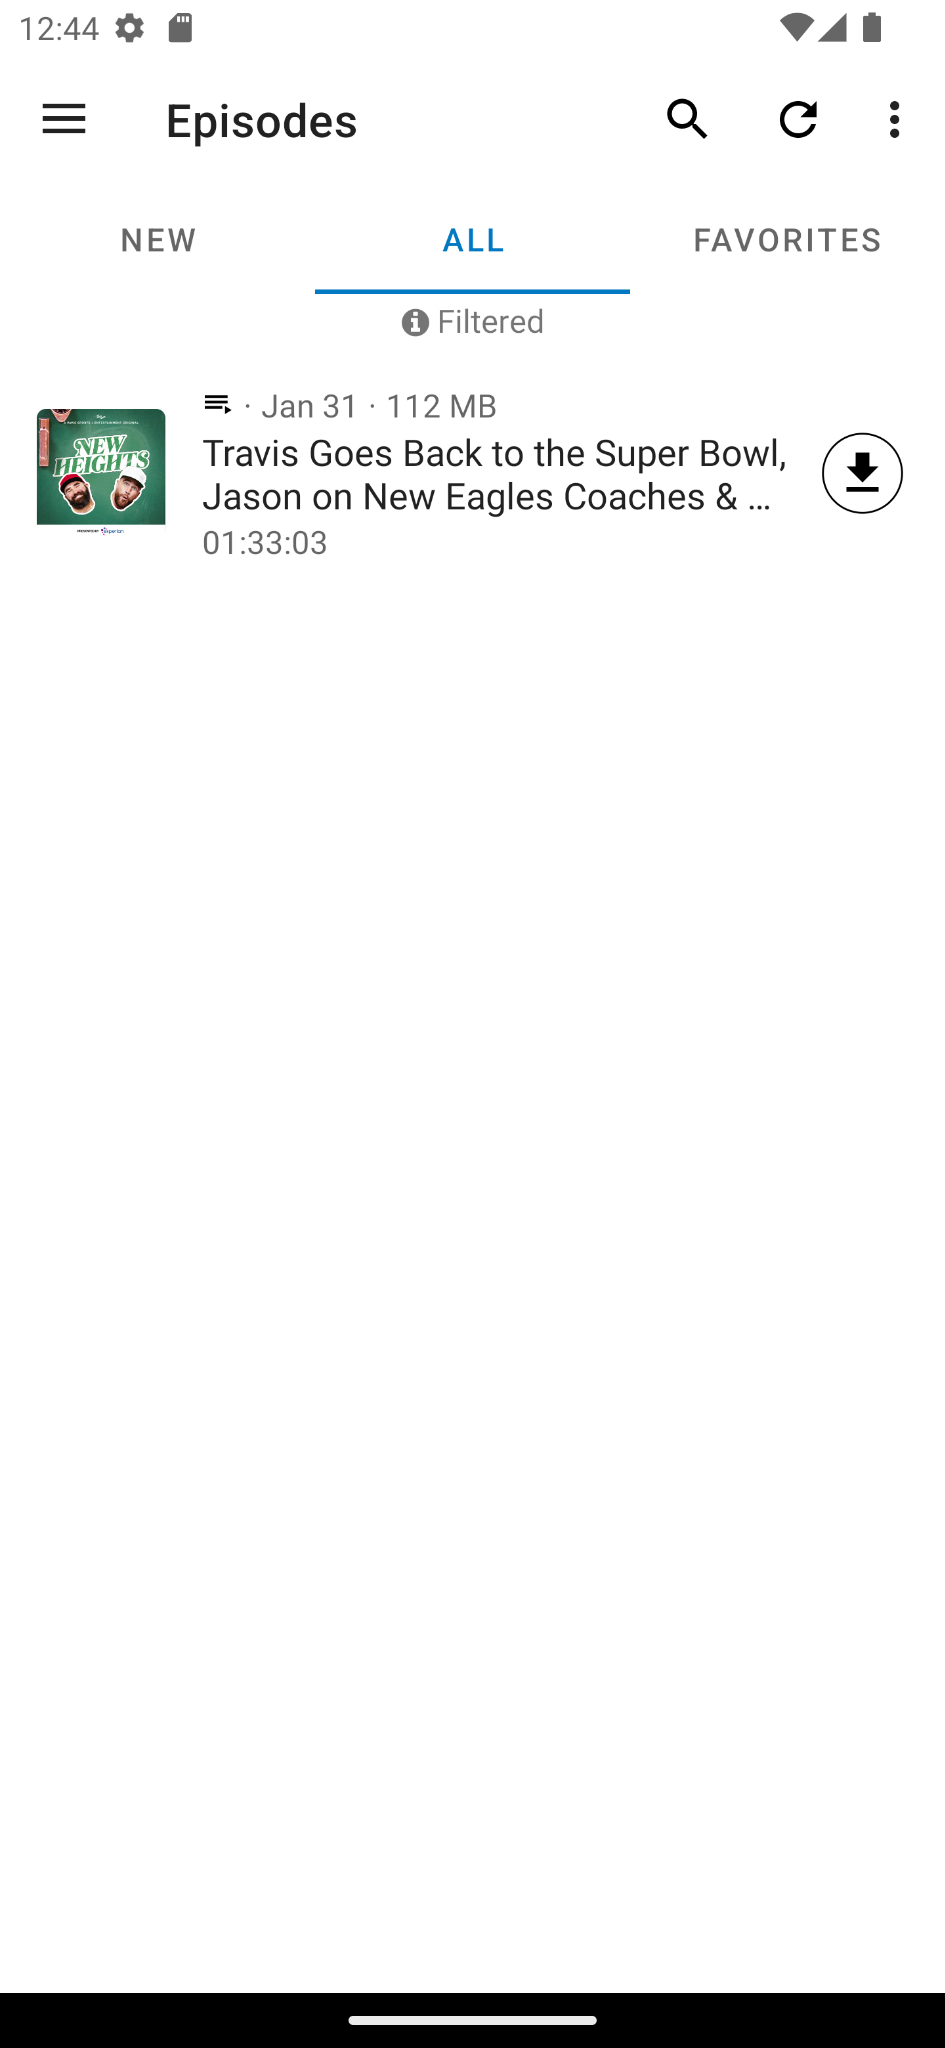 12:44
Episodes
NEW
ALL
FAVORITES
Filtered
· Jan 31 · 112 MB
NEW
HEIGHTS
Travis Goes Back to the Super Bowl,
Jason on New Eagles Coaches & …
01:33:03